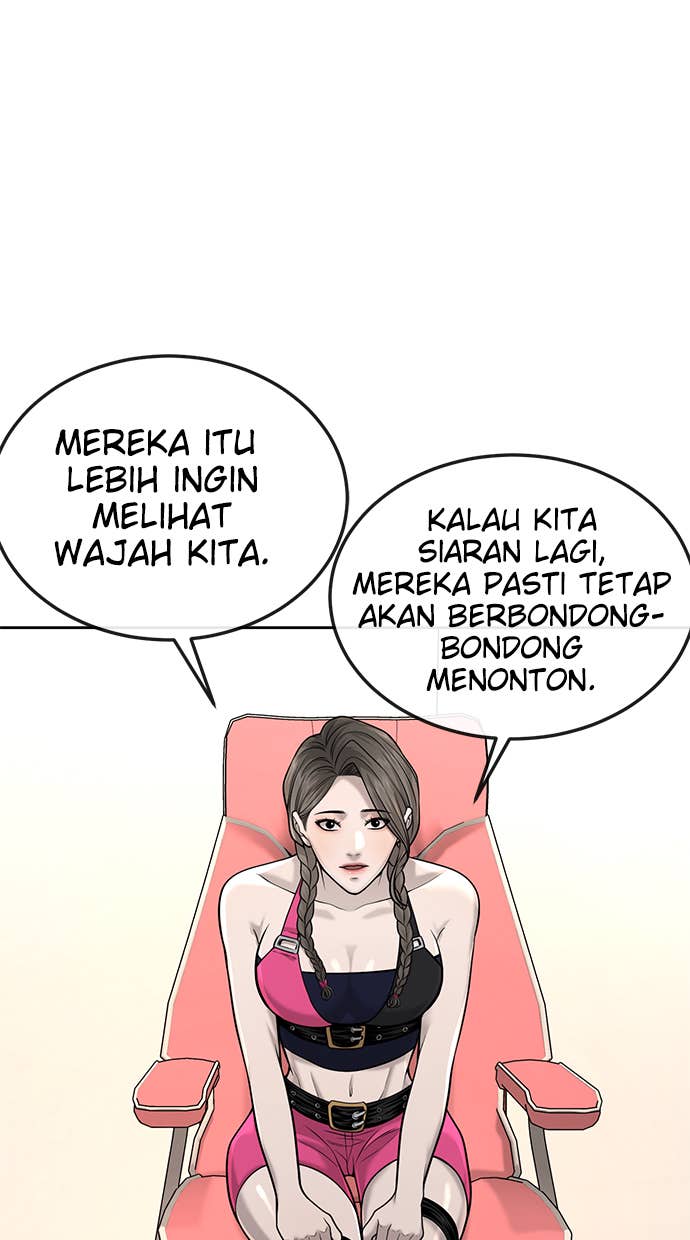 MEREKA ITU
LEBIH INGIN
MELIHAT
WAJAH KITA.
KALAU KITA
SIARAN LAGI,
MEREKA PASTI TETAP
AKAN BERBONDONG-
BONDONG
MENONTON.